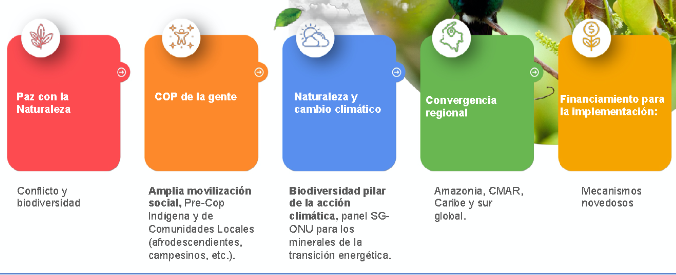 Paz con la
Naturaleza
COP de la gente
Naturaleza y
cambio climático
Convergencia
regional
Financiamiento para
la Implementación:
Conflicto y
biodiversidad
Amplia movilización
social, Pre-Cop
Indígena y de
Comunidades Locales
(afrodescendientes,
campesinos, etc.).
Biodiversidad pilar
de la acción
climática, panel SG-
ONU para los
minerales de la
transición energética.
Amazonia, CMAR,
Caribe y sur
global.
Mecanismos
novedosos